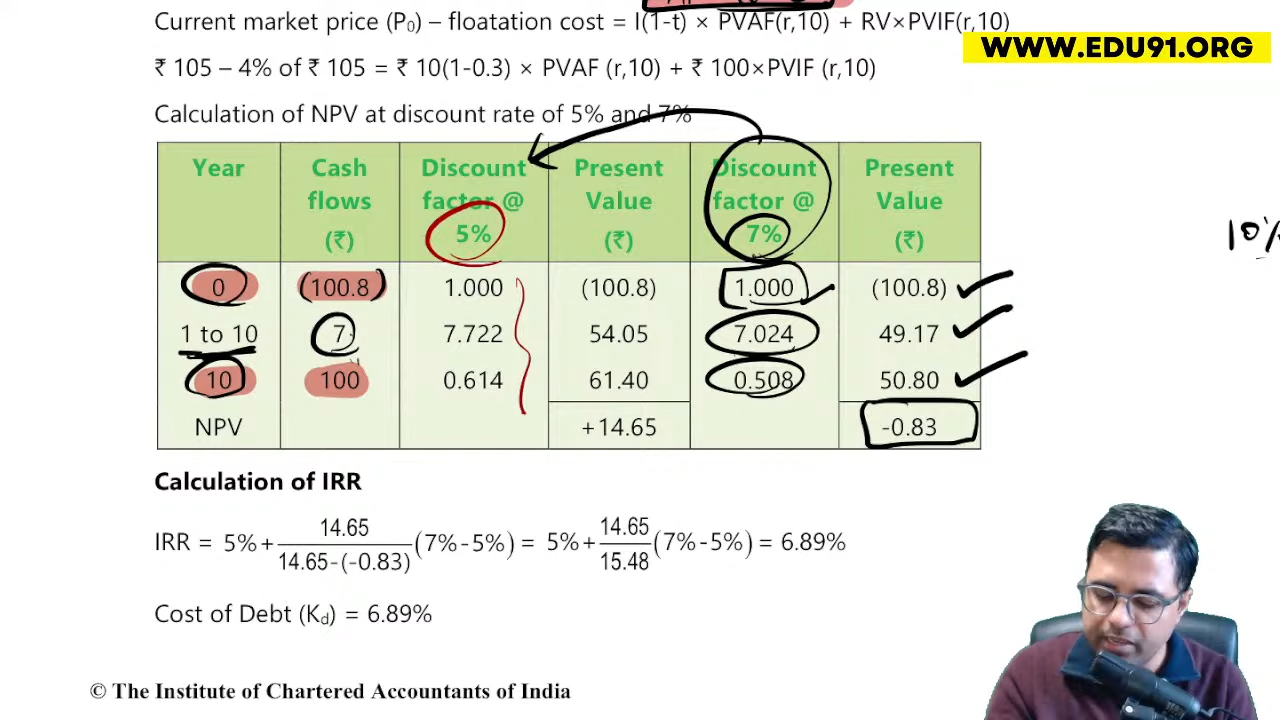 Current market price (P₀) – floatation cost = I(1-t) × PVAF(r,10) + RV×PVIF(r,10)
WWW.EDU91.ORG
₹ 105 – 4% of ₹ 105 = ₹ 10(1-0.3) × PVAF (r,10) + ₹ 100×PVIF (r,10)
Calculation of NPV at discount rate of 5% and 7%
Year Cash flows (₹) Discount factor @ 5% Present Value (₹) Discount factor @ 7% Present Value (₹)
10%
0 (100.8) 1.000 (100.8) 1.000 (100.8)
1 to 10 7 7.722 54.05 7.024 49.17
10 100 0.614 61.40 0.508 50.80
NPV +14.65 -0.83
Calculation of IRR
IRR = 5%+ 14.65 / 14.65-(-0.83) (7%-5%) = 5%+ 14.65 / 15.48 (7%-5%) = 6.89%
Cost of Debt (Kd) = 6.89%
© The Institute of Chartered Accountants of India